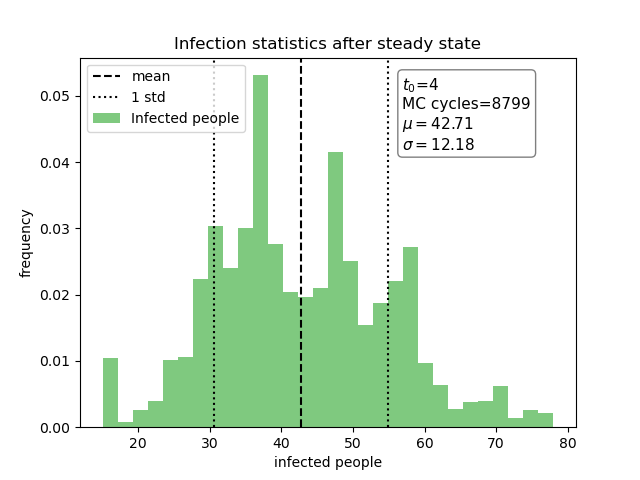 Infection statistics after steady state
mean
1 std
Infected people
t₀=4
MC cycles=8799
μ = 42.71
σ = 12.18
frequency
0.05
0.04
0.03
0.02
0.01
0.00
20 30 40 50 60 70 80
infected people